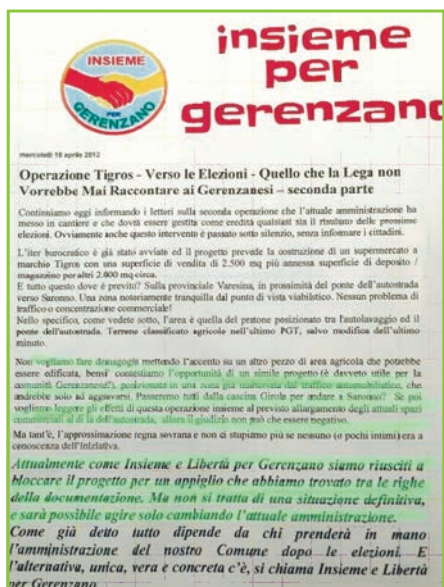 INSIEME
PER
GERENZANO
insieme
per
gerenzano
mercoledì 18 aprile 2012
Operazione Tigros - Verso le Elezioni - Quello che la Lega non
Vorrebbe Mai Raccontare ai Gerenzanesi – seconda parte
Continuiamo oggi informando i letteri sulla seconda operazione che l'attuale amministrazione ha
messo in cantiere e che dovrà essere gestita come eredità qualsiasi sia il risultato delle prossime
elezioni. Ovviamente anche questo intervento è passato sotto silenzio, senza informare i cittadini.
L'iter burocratico è già stato avviato ed il progetto prevede la costruzione di un supermercato a
marchio Tigros con una superficie di vendita di 2.500 mq più annessa superficie di deposito /
magazzino per altri 2.000 mq circa.
E tutto questo dove è previsto? Sulla provinciale Varesina, in prossimità del ponte dell'autostrada
verso Saronno. Una zona notoriamente tranquilla dal punto di vista viabilistico. Nessun problema di
traffico o concentrazione commerciale!
Nello specifico, come vedete sotto, l'area è quella del pratone posizionato tra l'autolavaggio ed il
ponte dell'autostrada. Terreno classificato agricolo nell'ultimo PGT, salvo modifica dell'ultimo
minuto.
Non vogliamo fare demagogia mettendo l'accento su un altro pezzo di area agricola che potrebbe
essere edificata, bensì contestiamo l'opportunità di un simile progetto (è davvero utile per la
comunità Gerenzanese?), posizionato in una zona già martoriata dal traffico automobilistico, che
andrebbe solo ad aggravarsi. Passeremo tutti dalla cascina Girola per andare a Saronno? Se poi
vogliamo leggere gli effetti di questa operazione insieme al previsto allargamento degli attuali spazi
commerciali al di là dell'autostrada, allora il giudizio non può che essere negativo.
Ma tant'è, l'approssimazione regna sovrana e non ci stupiamo più se nessuno (o pochi intimi) era a
conoscenza dell'iniziativa.
Attualmente come Insieme e Libertà per Gerenzano siamo riusciti a
bloccare il progetto per un appiglio che abbiamo trovato tra le righe
della documentazione. Ma non si tratta di una situazione definitiva,
e sarà possibile agire solo cambiando l'attuale amministrazione.
Come già detto tutto dipende da chi prenderà in mano
l'amministrazione del nostro Comune dopo le elezioni. E
l'alternativa, unica, vera e concreta c'è, si chiama Insieme e Libertà
per Gerenzano